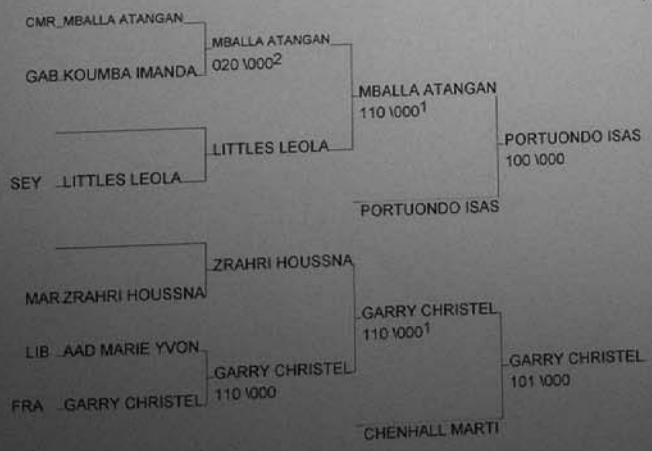 CMR MBALLA ATANGAN
MBALLA ATANGAN
020 \000²
GAB KOUMBA IMANDA
MBALLA ATANGAN
110 \000¹
LITTLES LEOLA
PORTUONDO ISAS
100 \000
SEY LITTLES LEOLA
PORTUONDO ISAS
ZRAHRI HOUSSNA
MAR ZRAHRI HOUSSNA
GARRY CHRISTEL
110 \000¹
LIB AAD MARIE YVON
GARRY CHRISTEL
110 \000
GARRY CHRISTEL
101 \000
FRA GARRY CHRISTEL
CHENHALL MARTI